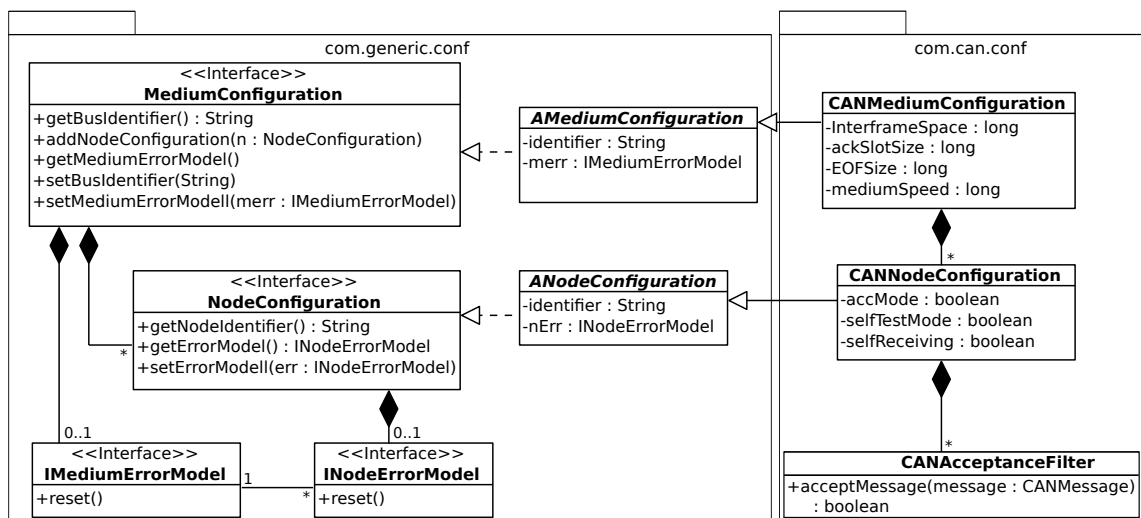 com.generic.conf
<<Interface>>
MediumConfiguration
+getBusIdentifier() : String
+addNodeConfiguration(n : NodeConfiguration)
+getMediumErrorModel()
+setBusIdentifier(String)
+setMediumErrorModell(merr : IMediumErrorModel)
AMediumConfiguration
-identifier : String
-merr : IMediumErrorModel
<<Interface>>
NodeConfiguration
+getNodeIdentifier() : String
+getErrorModel() : INodeErrorModel
+setErrorModell(err : INodeErrorModel)
*
ANodeConfiguration
-identifier : String
-nErr : INodeErrorModel
0..1
0..1
<<Interface>>
IMediumErrorModel
+reset()
1
*
<<Interface>>
INodeErrorModel
+reset()
com.can.conf
CANMediumConfiguration
-InterframeSpace : long
-ackSlotSize : long
-EOFSize : long
-mediumSpeed : long
*
CANNodeConfiguration
-accMode : boolean
-selfTestMode : boolean
-selfReceiving : boolean
*
CANAcceptanceFilter
+acceptMessage(message : CANMessage)
: boolean